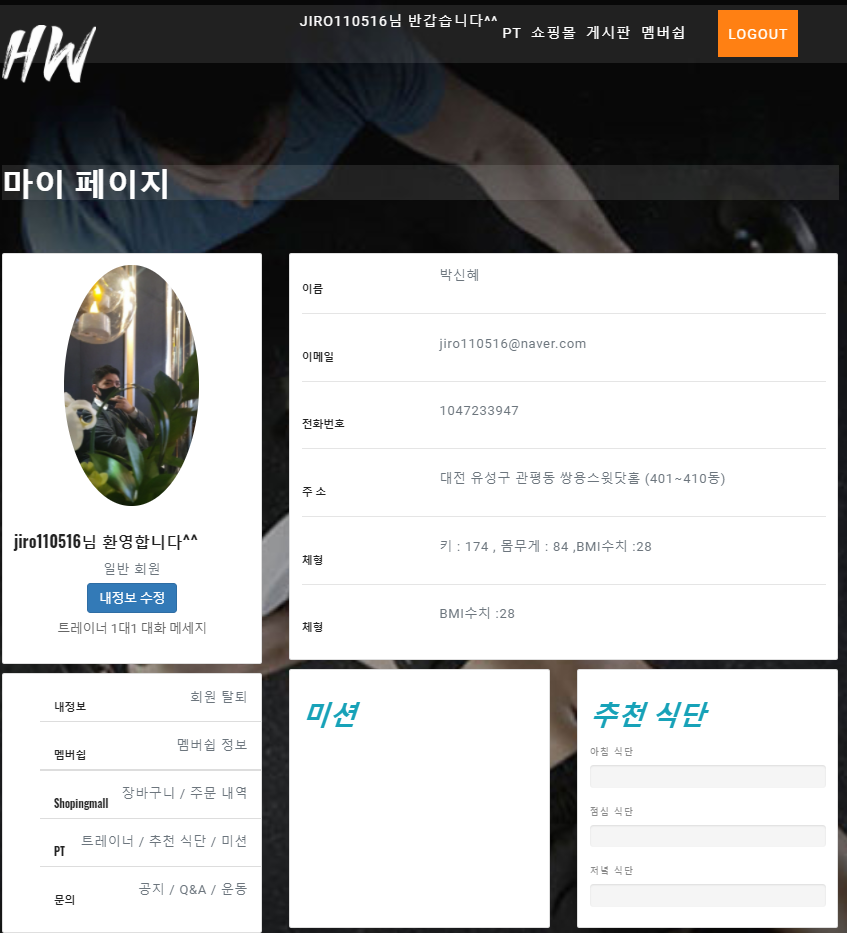 JIRO110516님 반갑습니다^^ PT 쇼핑몰 게시판 멤버쉽 LOGOUT
HW
마이 페이지
jiro110516님 환영합니다^^
일반 회원
내정보 수정
트레이너 1대1 대화 메세지
이름 박신혜
이메일 jiro110516@naver.com
전화번호 1047233947
주 소 대전 유성구 관평동 쌍용스윗닷홈 (401~410동)
체형 키 : 174 , 몸무게 : 84 ,BMI수치 :28
체형 BMI수치 :28
내정보 회원 탈퇴
멤버쉽 멤버쉽 정보
Shopingmall 장바구니 / 주문 내역
PT 트레이너 / 추천 식단 / 미션
문의 공지 / Q&A / 운동
미션
추천 식단
아침 식단
점심 식단
저녁 식단